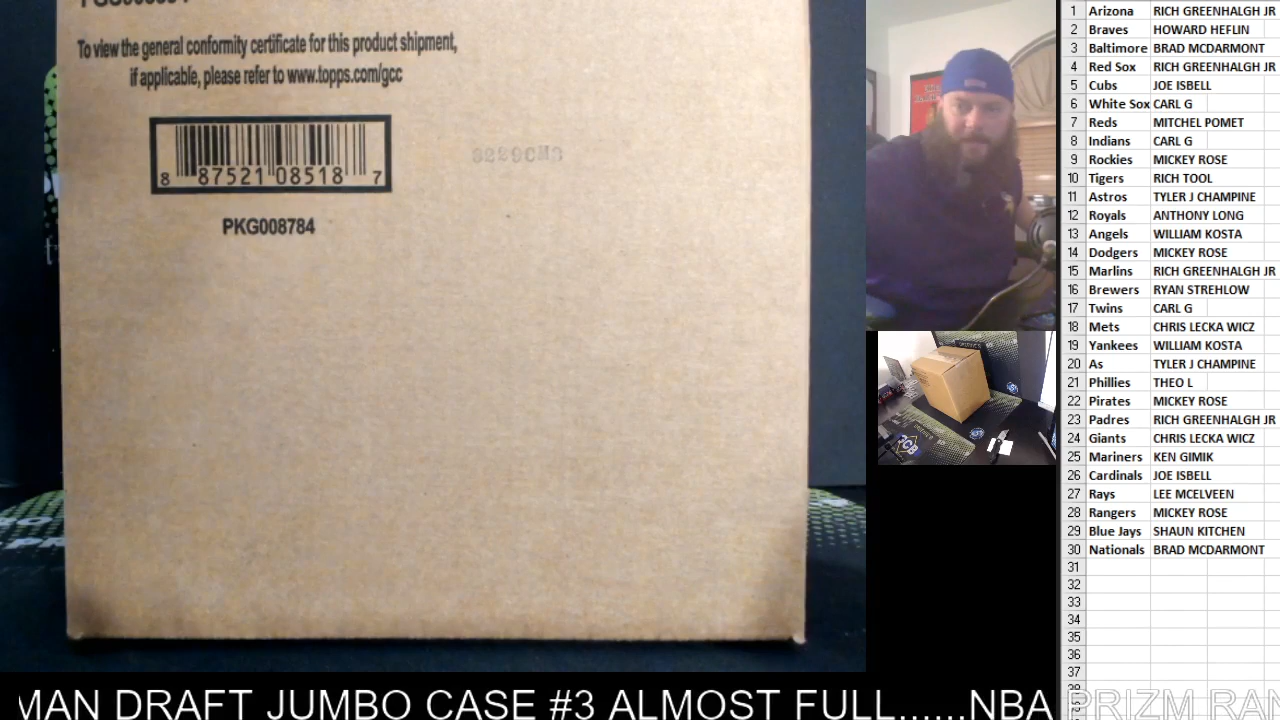 To view the general conformity certificate for this product shipment,
if applicable, please refer to www.topps.com/gcc
8 87521 08518 7
PKG008784
1 Arizona RICH GREENHALGH JR
2 Braves HOWARD HEFLIN
3 Baltimore BRAD MCDARMONT
4 Red Sox RICH GREENHALGH JR
5 Cubs JOE ISBELL
6 White Sox CARL G
7 Reds MITCHEL POMET
8 Indians CARL G
9 Rockies MICKEY ROSE
10 Tigers RICH TOOL
11 Astros TYLER J CHAMPINE
12 Royals ANTHONY LONG
13 Angels WILLIAM KOSTA
14 Dodgers MICKEY ROSE
15 Marlins RICH GREENHALGH JR
16 Brewers RYAN STREHLOW
17 Twins CARL G
18 Mets CHRIS LECKA WICZ
19 Yankees WILLIAM KOSTA
20 As TYLER J CHAMPINE
21 Phillies THEO L
22 Pirates MICKEY ROSE
23 Padres RICH GREENHALGH JR
24 Giants CHRIS LECKA WICZ
25 Mariners KEN GIMIK
26 Cardinals JOE ISBELL
27 Rays LEE MCELVEEN
28 Rangers MICKEY ROSE
29 Blue Jays SHAUN KITCHEN
30 Nationals BRAD MCDARMONT
31
32
33
34
35
36
37
MAN DRAFT JUMBO CASE #3 ALMOST FULL......NBA PRIZM RAN